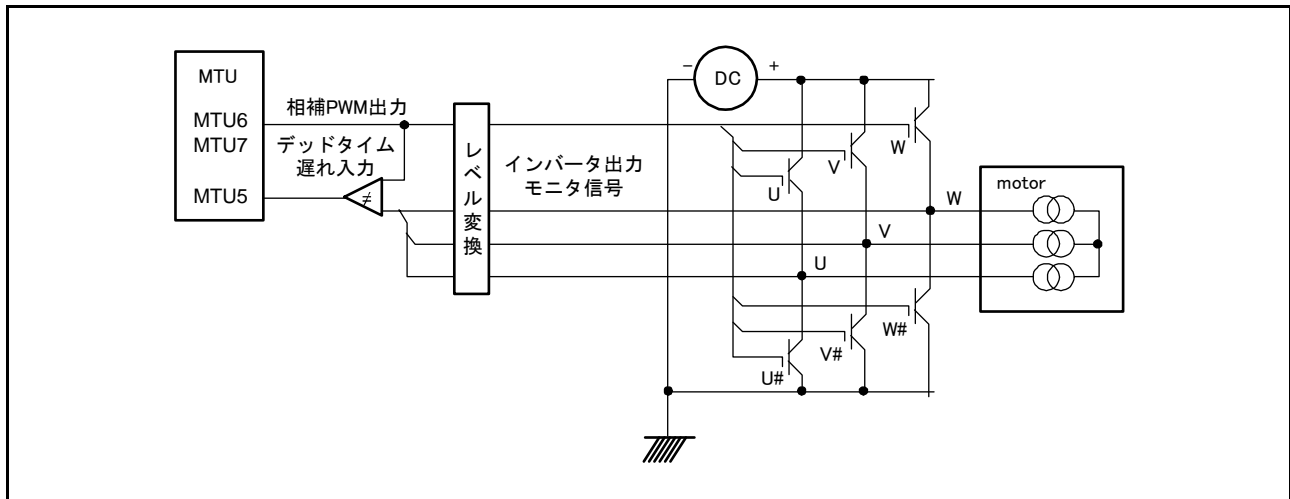 MTU
MTU6
MTU7
MTU5
相補PWM出力
デッドタイム
遅れ入力
≠
レベル変換
インバータ出力
モニタ信号
−
DC
+
W
V
U
W
V
U
W#
V#
U#
motor